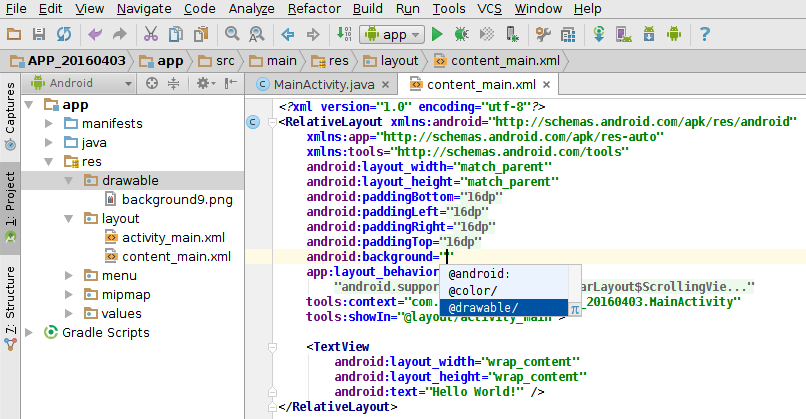 File Edit View Navigate Code Analyze Refactor Build Run Tools VCS Window Help
app
APP_20160403 app src main res layout content_main.xml
Captures
1: Project
7: Structure
Android
app
manifests
java
res
drawable
background9.png
layout
activity_main.xml
content_main.xml
menu
mipmap
values
Gradle Scripts
MainActivity.java content_main.xml
<?xml version="1.0" encoding="utf-8"?>
<RelativeLayout xmlns:android="http://schemas.android.com/apk/res/android"
xmlns:app="http://schemas.android.com/apk/res-auto"
xmlns:tools="http://schemas.android.com/tools"
android:layout_width="match_parent"
android:layout_height="match_parent"
android:paddingBottom="16dp"
android:paddingLeft="16dp"
android:paddingRight="16dp"
android:paddingTop="16dp"
android:background=""
app:layout_behavior
"android.suppor arLayout$ScrollingVie..."
tools:context="com. _20160403.MainActivity"
tools:showIn="@layout/activity_main">
@android:
@color/
@drawable/
π
<TextView
android:layout_width="wrap_content"
android:layout_height="wrap_content"
android:text="Hello World!" />
</RelativeLayout>